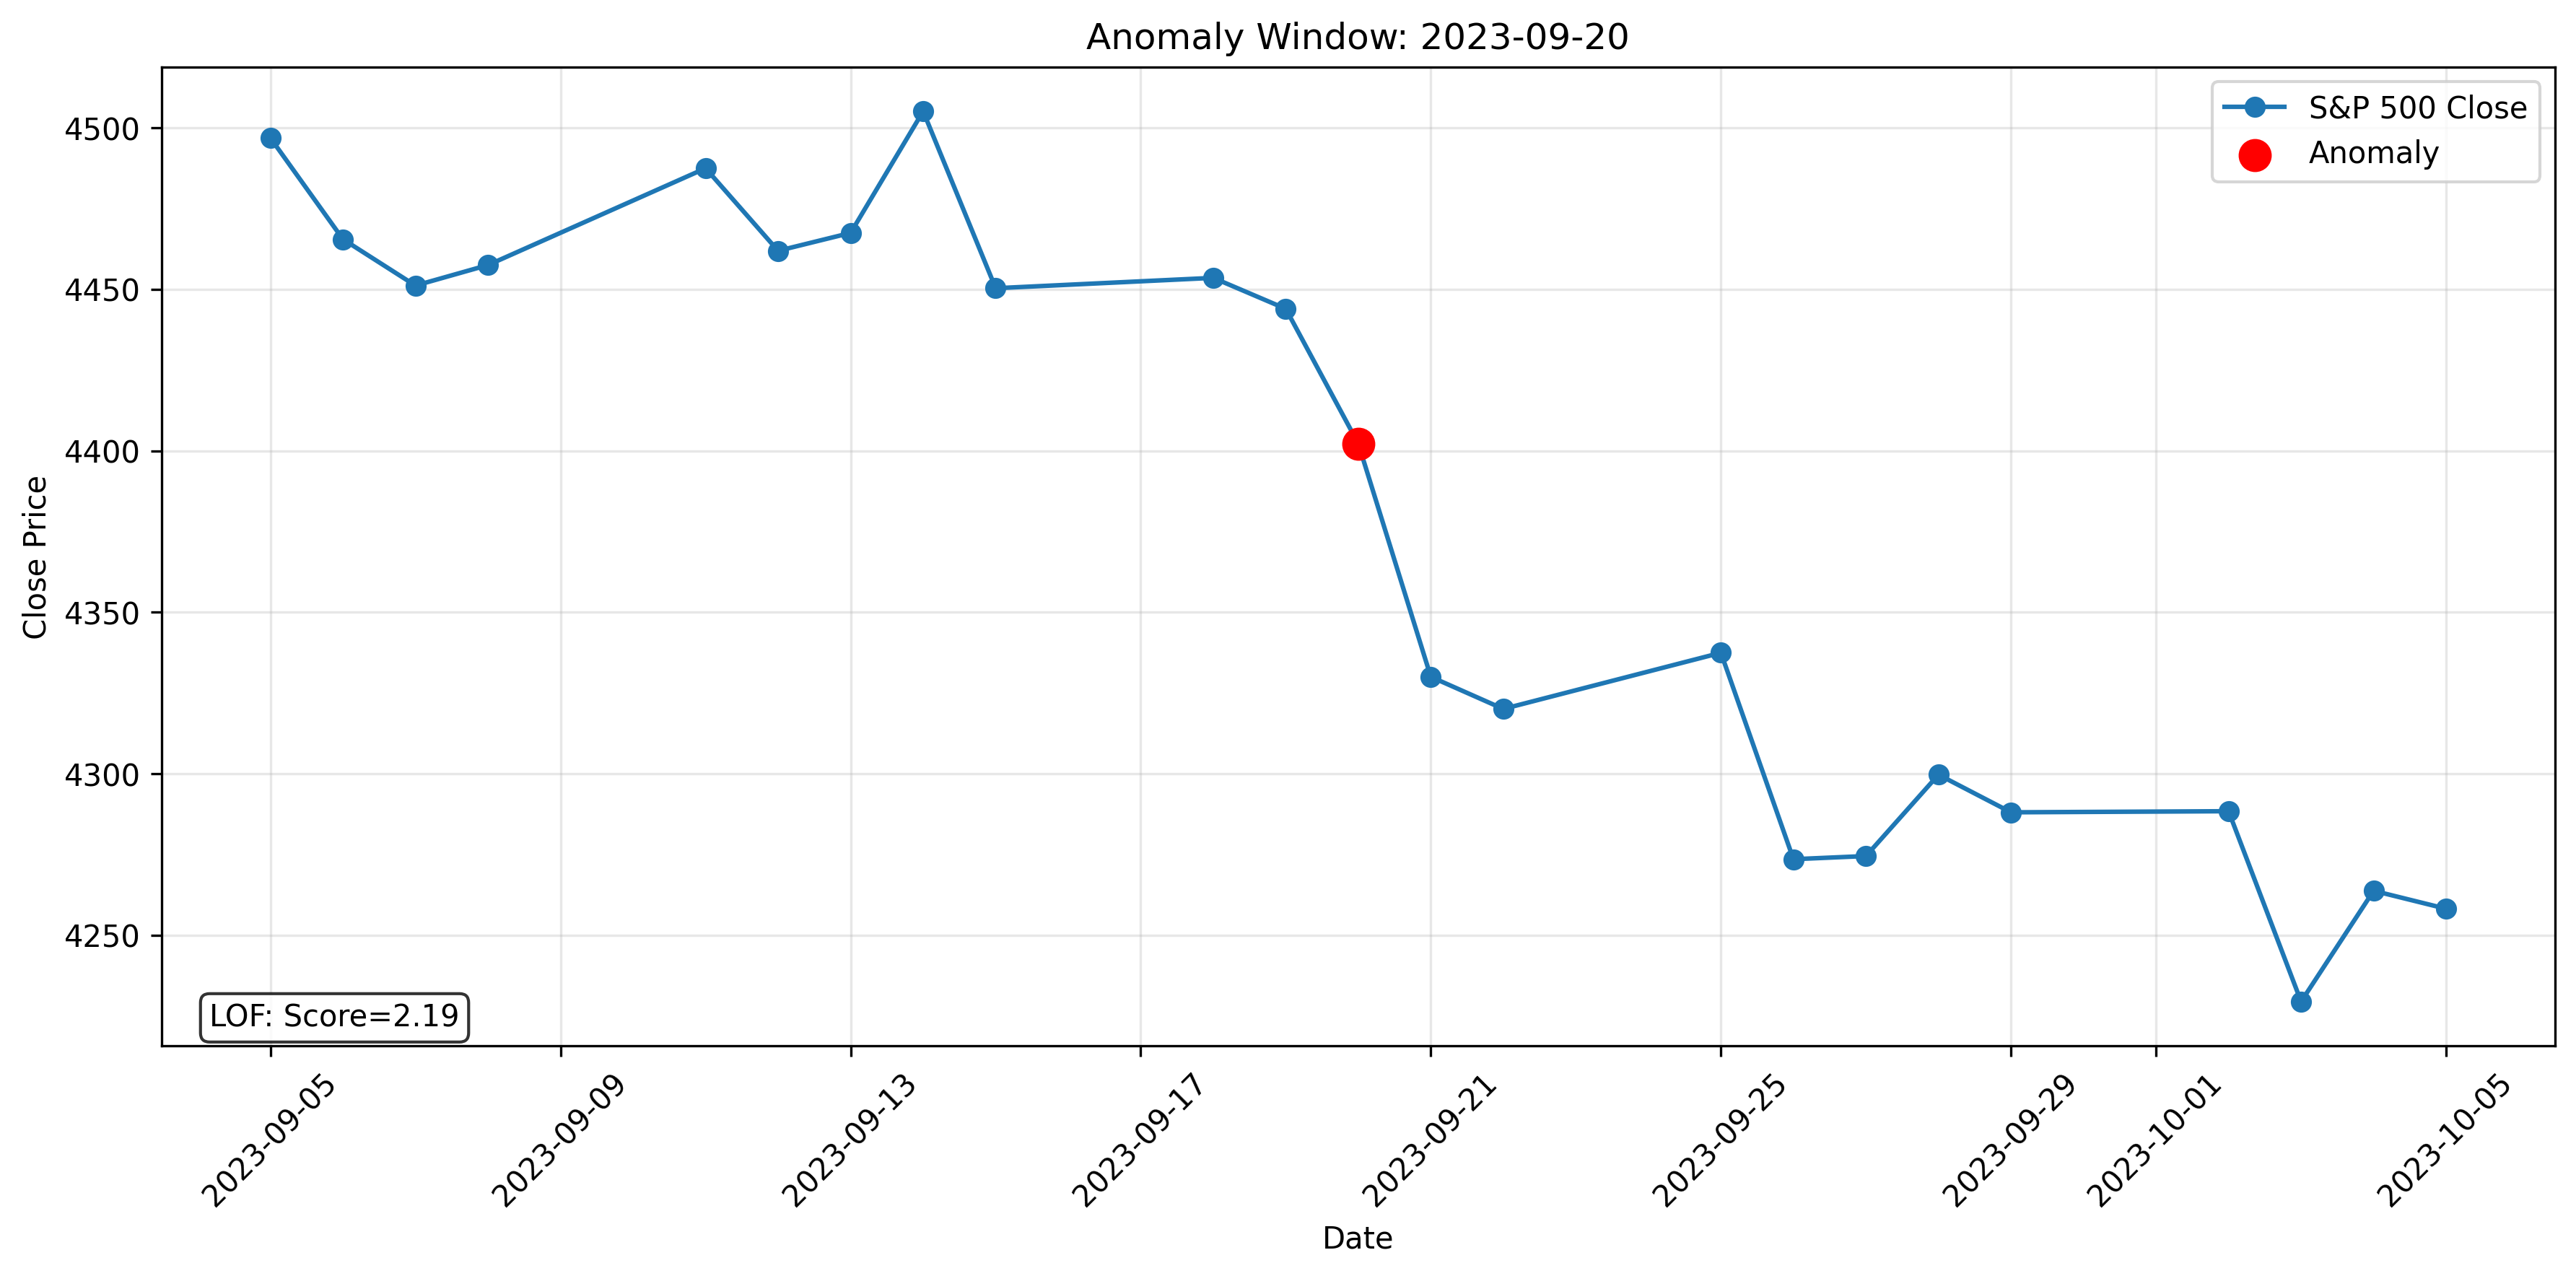 Anomaly Window: 2023-09-20
S&P 500 Close
Anomaly
Close Price
4500
4450
4400
4350
4300
4250
LOF: Score=2.19
2023-09-05
2023-09-09
2023-09-13
2023-09-17
2023-09-21
2023-09-25
2023-09-29
2023-10-01
2023-10-05
Date